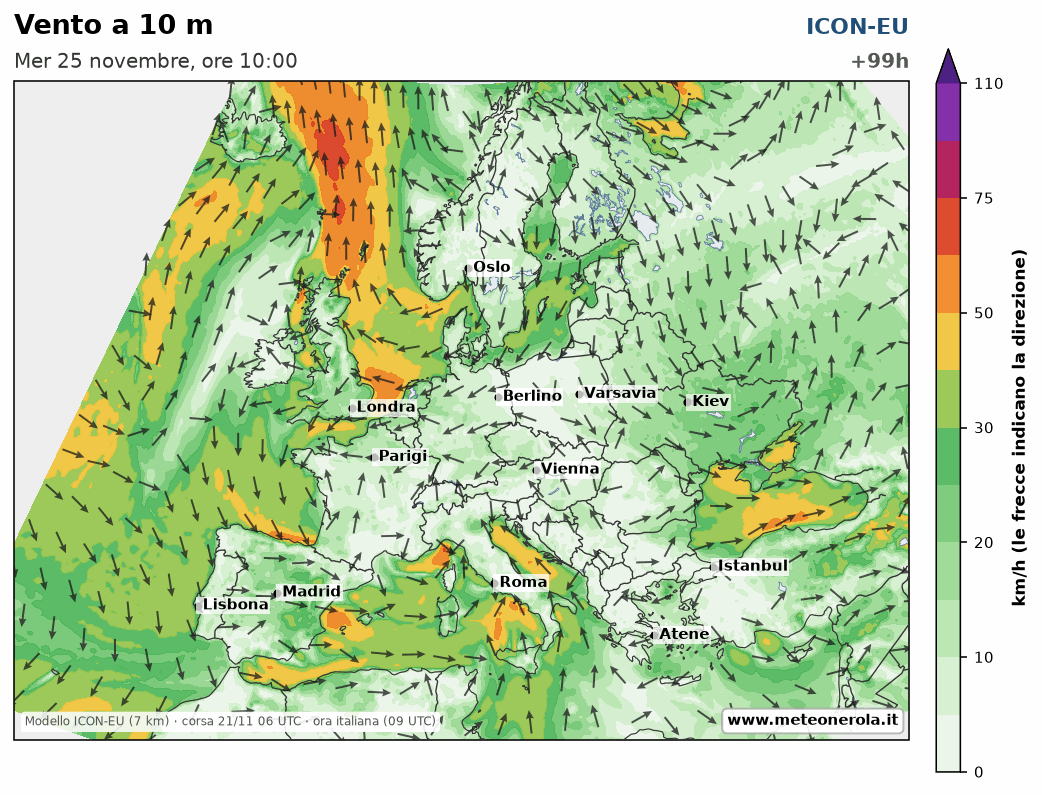 Vento a 10 m
ICON-EU
Mer 25 novembre, ore 10:00
+99h
110
75
50
30
20
10
0
km/h (le frecce indicano la direzione)
Oslo
Berlino
Varsavia
Kiev
Londra
Parigi
Vienna
Istanbul
Roma
Madrid
Lisbona
Atene
Modello ICON-EU (7 km) · corsa 21/11 06 UTC · ora italiana (09 UTC)
www.meteonerola.it